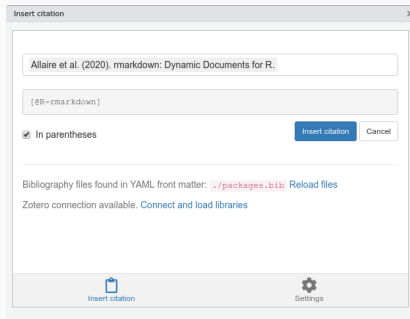 Insert citation
Allaire et al. (2020). rmarkdown: Dynamic Documents for R.
[@R-rmarkdown]
In parentheses
Insert citation Cancel
Bibliography files found in YAML front matter: ./packages.bib Reload files
Zotero connection available. Connect and load libraries
Insert citation
Settings